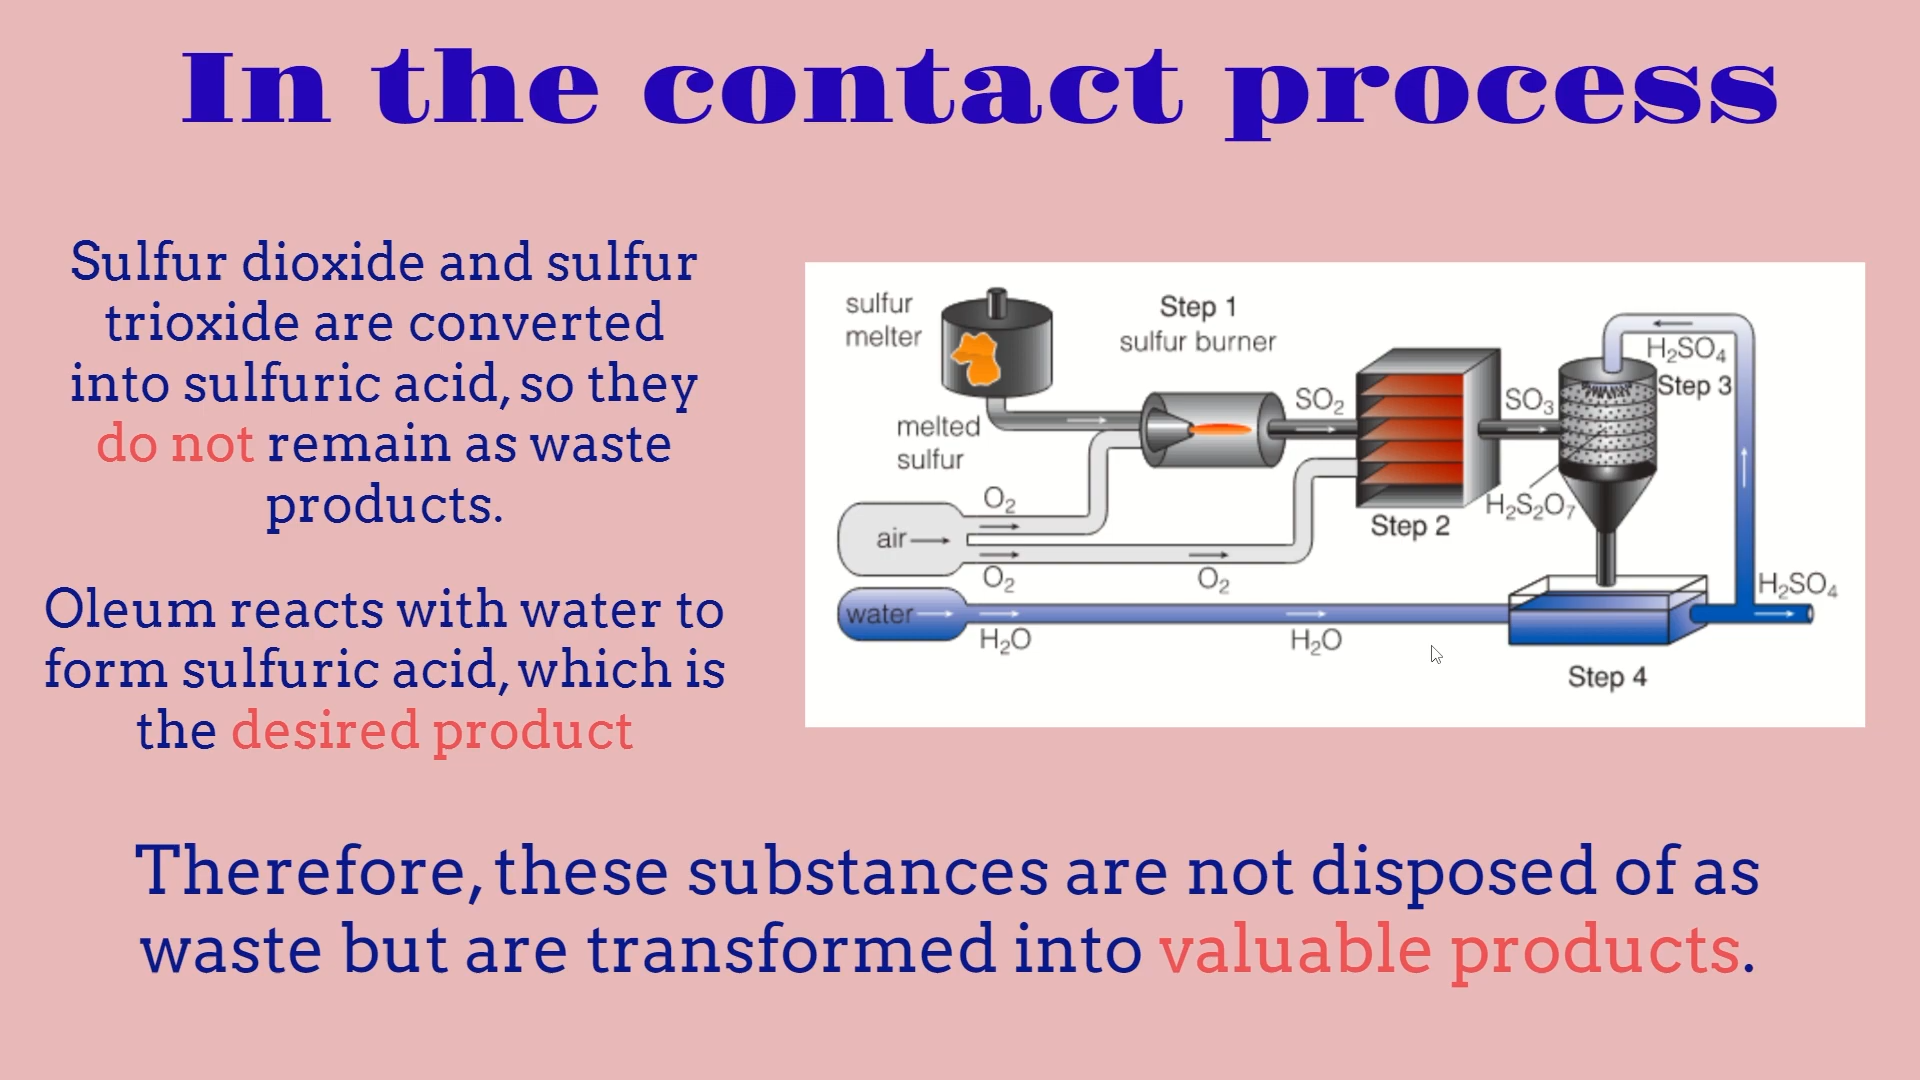 In the contact process
Sulfur dioxide and sulfur
trioxide are converted
into sulfuric acid, so they
do not remain as waste
products.
Oleum reacts with water to
form sulfuric acid, which is
the desired product
sulfur
melter
Step 1
sulfur burner
melted
sulfur
SO₂
SO₃
H₂SO₄
Step 3
O₂
air
O₂
O₂
Step 2
H₂S₂O₇
water
H₂O
H₂O
H₂SO₄
Step 4
Therefore, these substances are not disposed of as
waste but are transformed into valuable products.